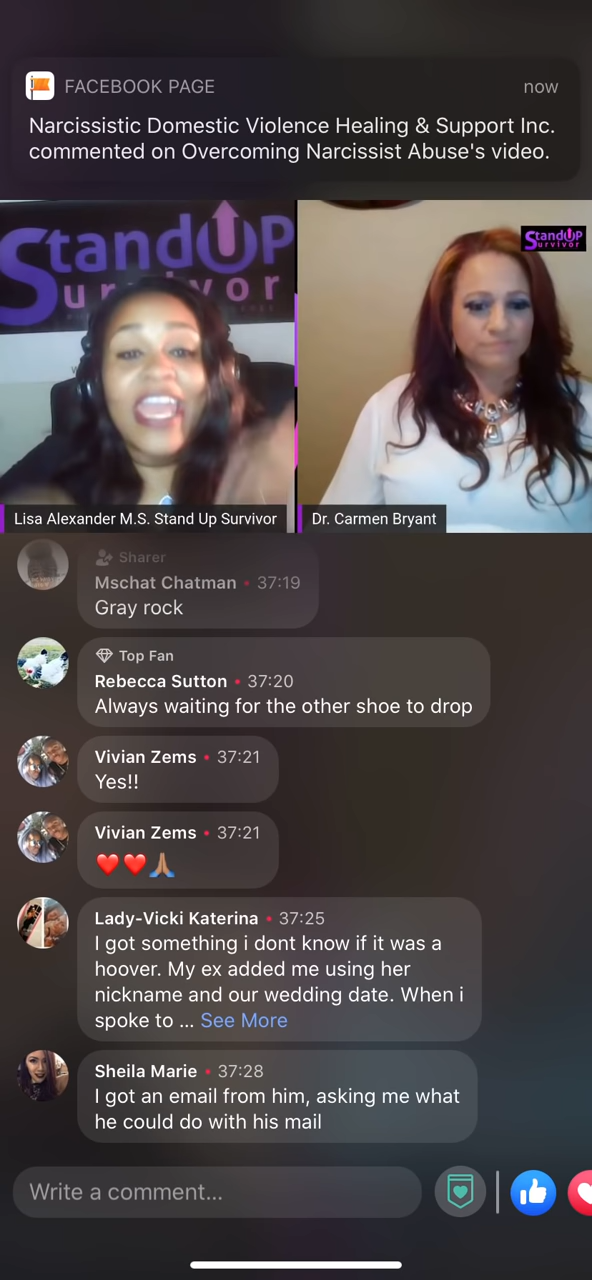 FACEBOOK PAGE
now
Narcissistic Domestic Violence Healing & Support Inc.
commented on Overcoming Narcissist Abuse's video.
StandUP
Survivor
StandUP
Survivor
Lisa Alexander M.S. Stand Up Survivor
Dr. Carmen Bryant
Sharer
Mschat Chatman • 37:19
Gray rock
Top Fan
Rebecca Sutton • 37:20
Always waiting for the other shoe to drop
Vivian Zems • 37:21
Yes!!
Vivian Zems • 37:21
❤️❤️🙏🏽
Lady-Vicki Katerina • 37:25
I got something i dont know if it was a
hoover. My ex added me using her
nickname and our wedding date. When i
spoke to ... See More
Sheila Marie • 37:28
I got an email from him, asking me what
he could do with his mail
Write a comment...